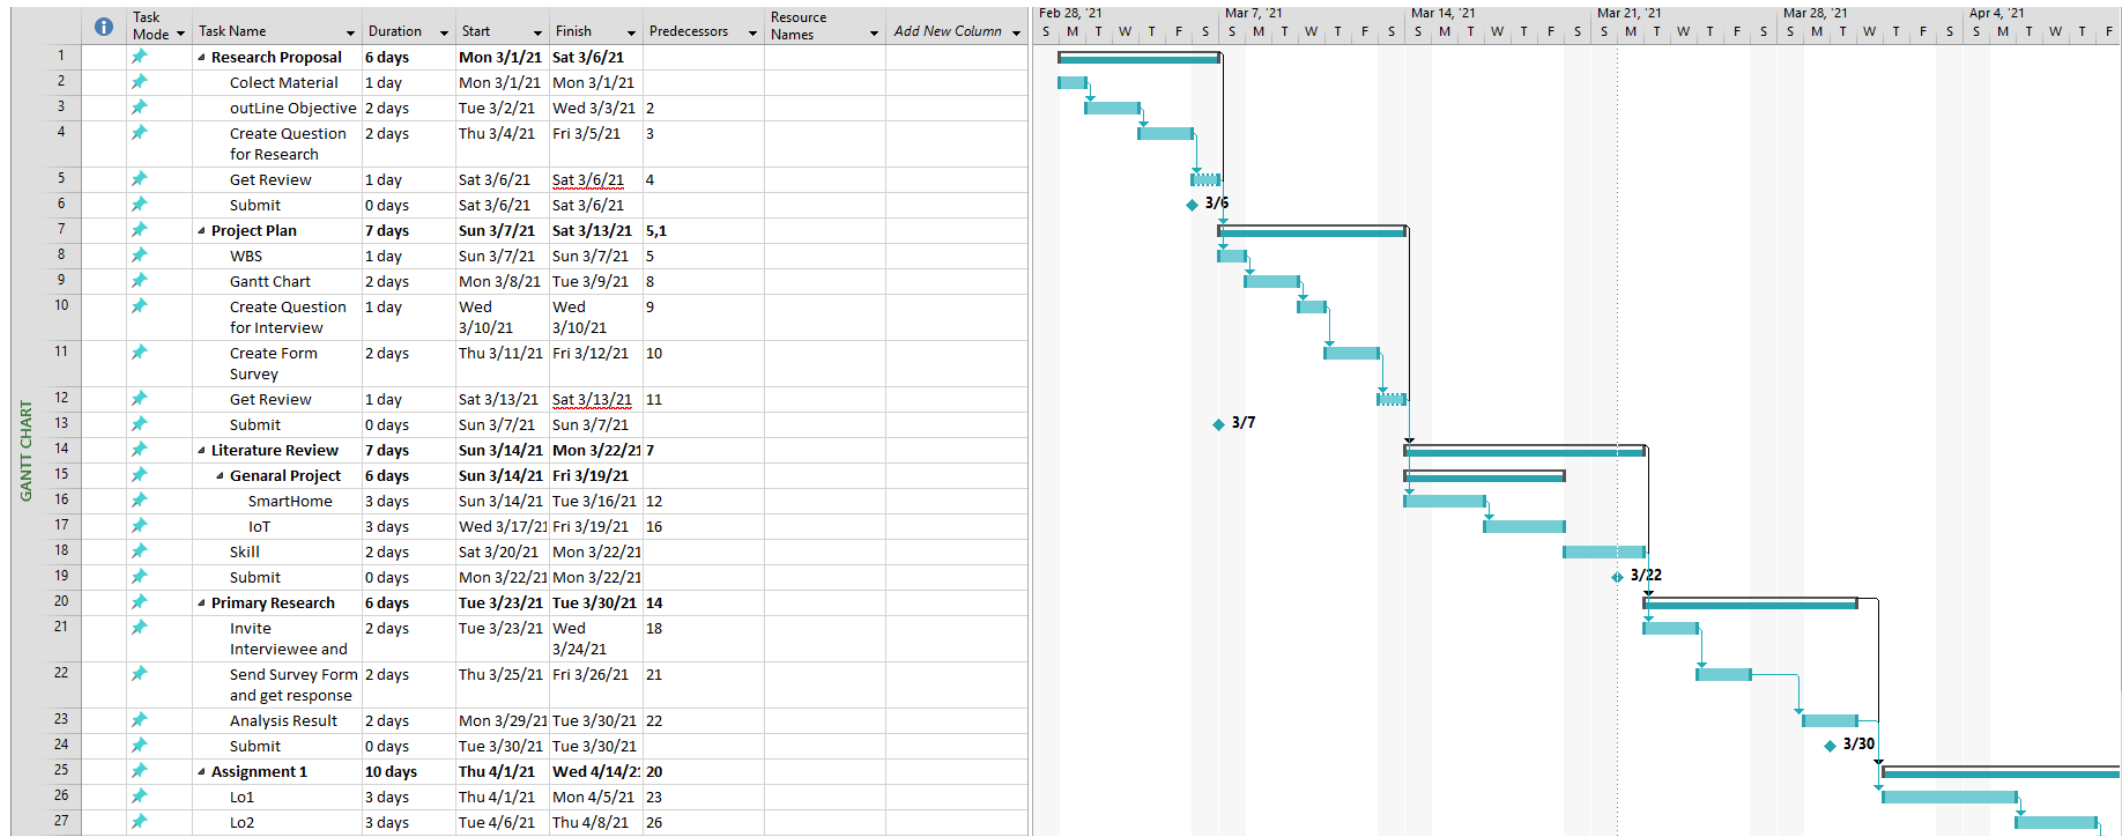 Feb 28, '21 Mar 7, '21 Mar 14, '21 Mar 21, '21 Mar 28, '21 Apr 4, '21
Task Mode Task Name Duration Start Finish Predecessors Resource Names Add New Column S M T W T F S S M T W T F S S M T W T F S S M T W T F S S M T W T F S S M T W T F
GANTT CHART
1 Research Proposal 6 days Mon 3/1/21 Sat 3/6/21
2 Colect Material 1 day Mon 3/1/21 Mon 3/1/21
3 outLine Objective 2 days Tue 3/2/21 Wed 3/3/21 2
4 Create Question 2 days Thu 3/4/21 Fri 3/5/21 3
for Research
5 Get Review 1 day Sat 3/6/21 Sat 3/6/21 4
6 Submit 0 days Sat 3/6/21 Sat 3/6/21 3/6
7 Project Plan 7 days Sun 3/7/21 Sat 3/13/21 5,1
8 WBS 1 day Sun 3/7/21 Sun 3/7/21 5
9 Gantt Chart 2 days Mon 3/8/21 Tue 3/9/21 8
10 Create Question 1 day Wed Wed 9
for Interview 3/10/21 3/10/21
11 Create Form 2 days Thu 3/11/21 Fri 3/12/21 10
Survey
12 Get Review 1 day Sat 3/13/21 Sat 3/13/21 11
13 Submit 0 days Sun 3/7/21 Sun 3/7/21 3/7
14 Literature Review 7 days Sun 3/14/21 Mon 3/22/21 7
15 Genaral Project 6 days Sun 3/14/21 Fri 3/19/21
16 SmartHome 3 days Sun 3/14/21 Tue 3/16/21 12
17 IoT 3 days Wed 3/17/21 Fri 3/19/21 16
18 Skill 2 days Sat 3/20/21 Mon 3/22/21
19 Submit 0 days Mon 3/22/21 Mon 3/22/21 3/22
20 Primary Research 6 days Tue 3/23/21 Tue 3/30/21 14
21 Invite 2 days Tue 3/23/21 Wed 18
Interviewee and 3/24/21
22 Send Survey Form 2 days Thu 3/25/21 Fri 3/26/21 21
and get response
23 Analysis Result 2 days Mon 3/29/21 Tue 3/30/21 22
24 Submit 0 days Tue 3/30/21 Tue 3/30/21 3/30
25 Assignment 1 10 days Thu 4/1/21 Wed 4/14/21 20
26 Lo1 3 days Thu 4/1/21 Mon 4/5/21 23
27 Lo2 3 days Tue 4/6/21 Thu 4/8/21 26